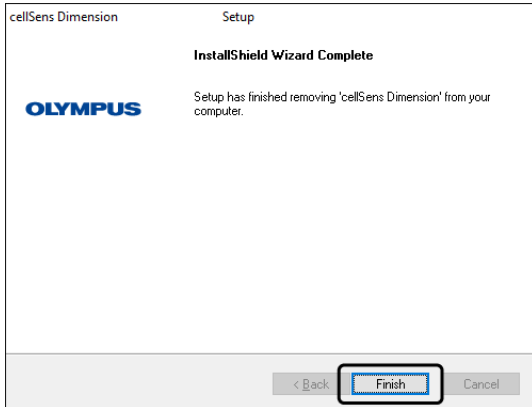 cellSens Dimension Setup
InstallShield Wizard Complete
OLYMPUS
Setup has finished removing 'cellSens Dimension' from your
computer.
< Back Finish Cancel